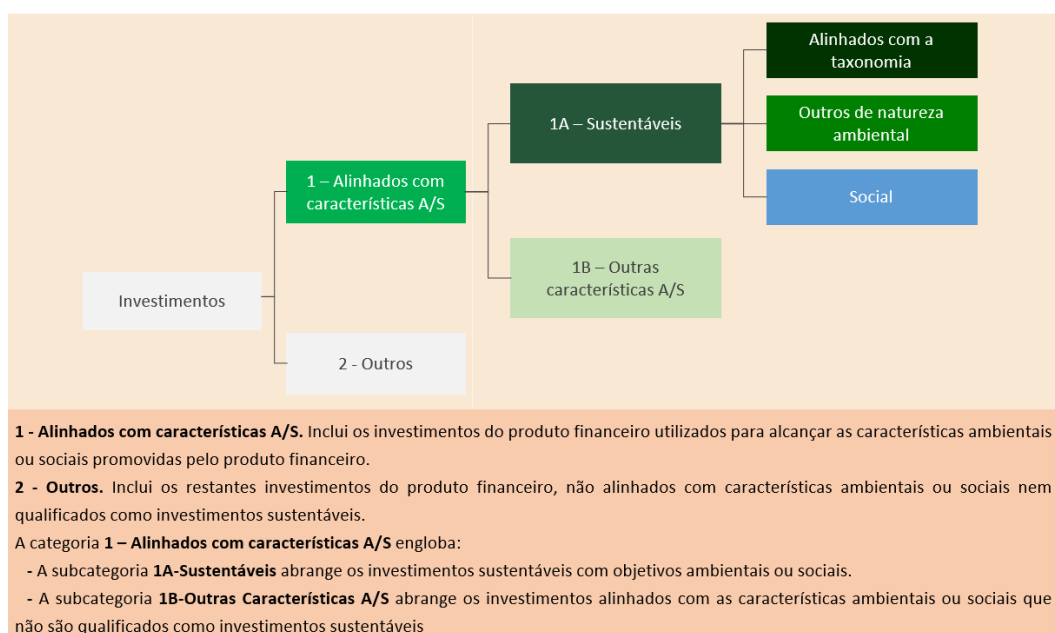 Alinhados com a
taxonomia
1A – Sustentáveis
Outros de natureza
ambiental
1 – Alinhados com
características A/S
Social
1B – Outras
características A/S
Investimentos
2 - Outros
1 - Alinhados com características A/S. Inclui os investimentos do produto financeiro utilizados para alcançar as características ambientais
ou sociais promovidas pelo produto financeiro.
2 - Outros. Inclui os restantes investimentos do produto financeiro, não alinhados com características ambientais ou sociais nem
qualificados como investimentos sustentáveis.
A categoria 1 – Alinhados com características A/S engloba:
- A subcategoria 1A-Sustentáveis abrange os investimentos sustentáveis com objetivos ambientais ou sociais.
- A subcategoria 1B-Outras Características A/S abrange os investimentos alinhados com as características ambientais ou sociais que
não são qualificados como investimentos sustentáveis